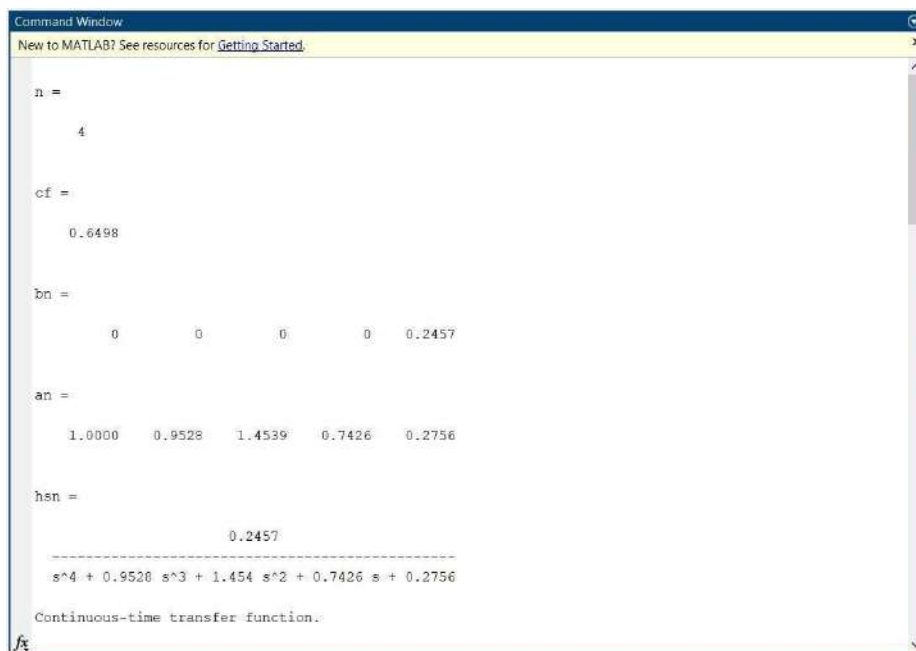 Command Window
New to MATLAB? See resources for Getting Started.
n =
4
cf =
0.6498
bn =
0 0 0 0 0.2457
an =
1.0000 0.9528 1.4539 0.7426 0.2756
hsn =
0.2457
-----------------------------------------------
s^4 + 0.9528 s^3 + 1.454 s^2 + 0.7426 s + 0.2756
Continuous-time transfer function.
fx